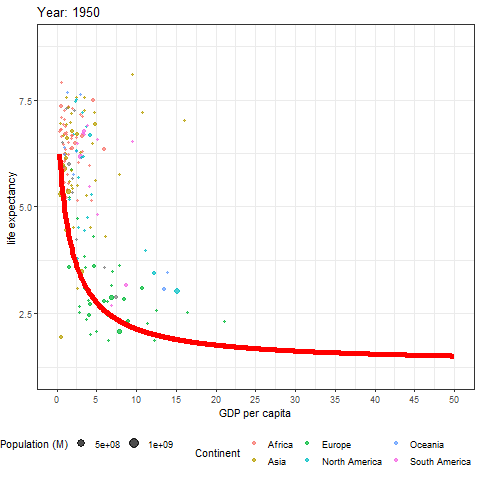 Year: 1950
life expectancy
7.5
5.0
2.5
0 5 10 15 20 25 30 35 40 45 50
GDP per capita
Population (M) 5e+08 1e+09
Continent
Africa Europe Oceania
Asia North America South America